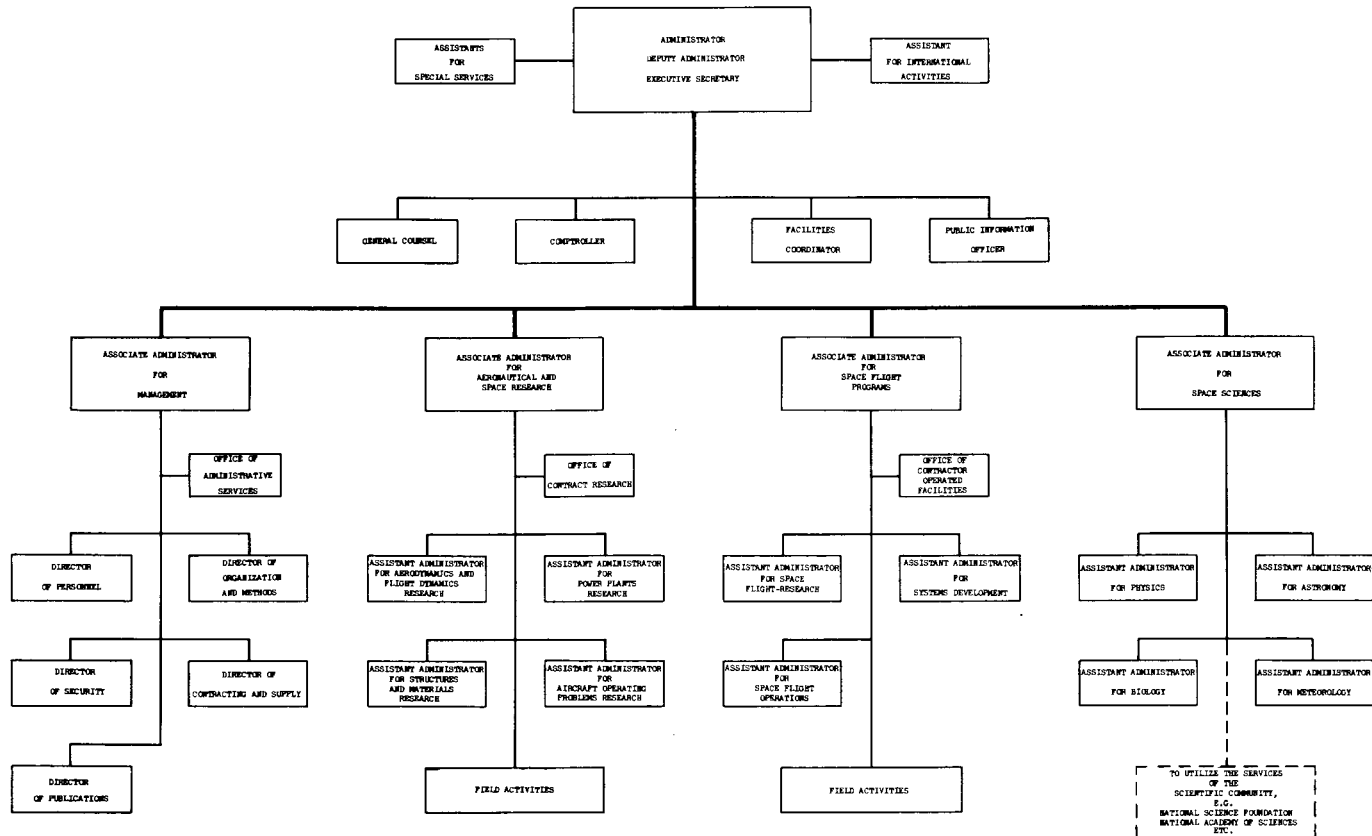 ASSISTANTS
FOR
SPECIAL SERVICES
ADMINISTRATOR
DEPUTY ADMINISTRATOR
EXECUTIVE SECRETARY
ASSISTANT
FOR INTERNATIONAL
ACTIVITIES
GENERAL COUNSEL
COMPTROLLER
FACILITIES
COORDINATOR
PUBLIC INFORMATION
OFFICER
ASSOCIATE ADMINISTRATOR
FOR
MANAGEMENT
ASSOCIATE ADMINISTRATOR
FOR
AERONAUTICAL AND
SPACE RESEARCH
ASSOCIATE ADMINISTRATOR
FOR
SPACE FLIGHT
PROGRAMS
ASSOCIATE ADMINISTRATOR
FOR
SPACE SCIENCES
OFFICE OF
ADMINISTRATIVE
SERVICES
OFFICE OF
CONTRACT RESEARCH
OFFICE OF
CONTRACTOR
OPERATED
FACILITIES
DIRECTOR
OF PERSONNEL
DIRECTOR OF
ORGANIZATION
AND METHODS
ASSISTANT ADMINISTRATOR
FOR AERODYNAMICS AND
FLIGHT DYNAMICS
RESEARCH
ASSISTANT ADMINISTRATOR
FOR
POWER PLANTS
RESEARCH
ASSISTANT ADMINISTRATOR
FOR SPACE
FLIGHT-RESEARCH
ASSISTANT ADMINISTRATOR
FOR
SYSTEMS DEVELOPMENT
ASSISTANT ADMINISTRATOR
FOR PHYSICS
ASSISTANT ADMINISTRATOR
FOR ASTRONOMY
DIRECTOR
OF SECURITY
DIRECTOR OF
CONTRACTING AND SUPPLY
ASSISTANT ADMINISTRATOR
FOR STRUCTURES
AND MATERIALS
RESEARCH
ASSISTANT ADMINISTRATOR
FOR
AIRCRAFT OPERATING
PROBLEMS RESEARCH
ASSISTANT ADMINISTRATOR
FOR
SPACE FLIGHT
OPERATIONS
ASSISTANT ADMINISTRATOR
FOR BIOLOGY
ASSISTANT ADMINISTRATOR
FOR METEOROLOGY
DIRECTOR
OF PUBLICATIONS
FIELD ACTIVITIES
FIELD ACTIVITIES
TO UTILIZE THE SERVICES
OF THE
SCIENTIFIC COMMUNITY,
E.G.
NATIONAL SCIENCE FOUNDATION
NATIONAL ACADEMY OF SCIENCES
ETC.